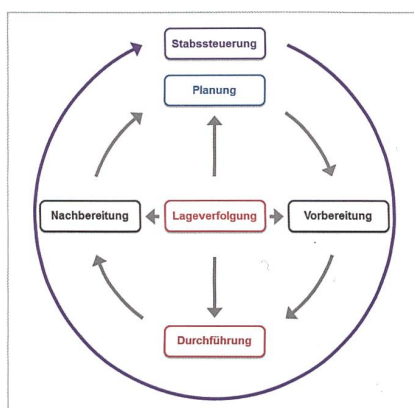 Stabssteuerung
Planung
Nachbereitung
Lageverfolgung
Vorbereitung
Durchführung